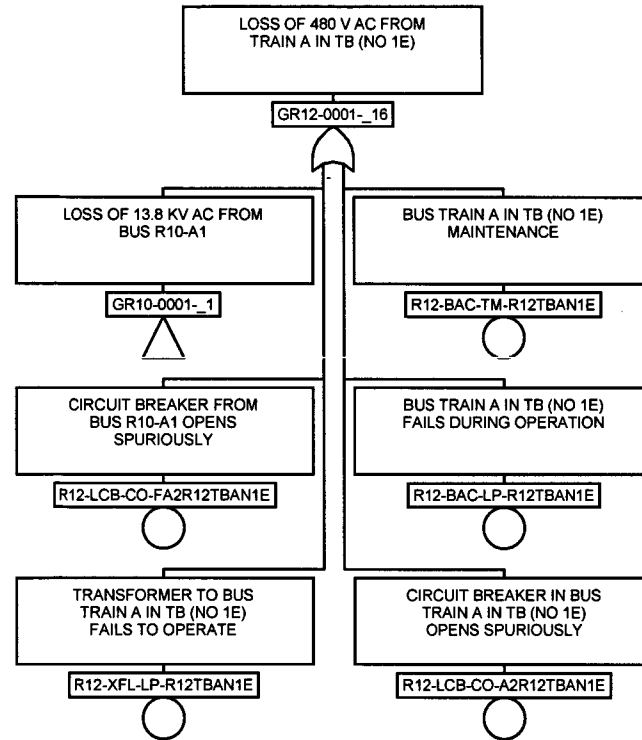 LOSS OF 480 V AC FROM
TRAIN A IN TB (NO 1E)
GR12-0001-_16
LOSS OF 13.8 KV AC FROM
BUS R10-A1
GR10-0001-_1
BUS TRAIN A IN TB (NO 1E)
MAINTENANCE
R12-BAC-TM-R12TBAN1E
CIRCUIT BREAKER FROM
BUS R10-A1 OPENS
SPURIOUSLY
R12-LCB-CO-FA2R12TBAN1E
BUS TRAIN A IN TB (NO 1E)
FAILS DURING OPERATION
R12-BAC-LP-R12TBAN1E
TRANSFORMER TO BUS
TRAIN A IN TB (NO 1E)
FAILS TO OPERATE
R12-XFL-LP-R12TBAN1E
CIRCUIT BREAKER IN BUS
TRAIN A IN TB (NO 1E)
OPENS SPURIOUSLY
R12-LCB-CO-A2R12TBAN1E